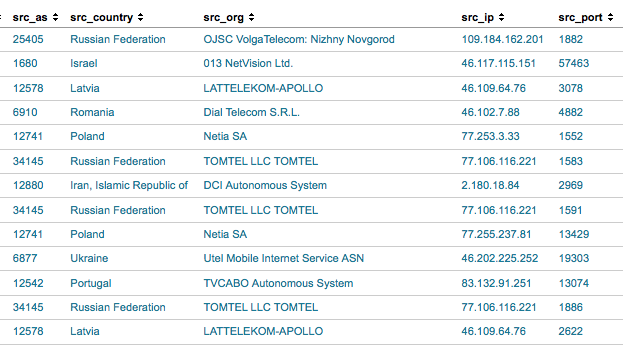 src_as src_country src_org src_ip src_port
25405 Russian Federation OJSC VolgaTelecom: Nizhny Novgorod 109.184.162.201 1882
1680 Israel 013 NetVision Ltd. 46.117.115.151 57463
12578 Latvia LATTELEKOM-APOLLO 46.109.64.76 3078
6910 Romania Dial Telecom S.R.L. 46.102.7.88 4882
12741 Poland Netia SA 77.253.3.33 1552
34145 Russian Federation TOMTEL LLC TOMTEL 77.106.116.221 1583
12880 Iran, Islamic Republic of DCI Autonomous System 2.180.18.84 2969
34145 Russian Federation TOMTEL LLC TOMTEL 77.106.116.221 1591
12741 Poland Netia SA 77.255.237.81 13429
6877 Ukraine Utel Mobile Internet Service ASN 46.202.225.252 19303
12542 Portugal TVCABO Autonomous System 83.132.91.251 13074
34145 Russian Federation TOMTEL LLC TOMTEL 77.106.116.221 1886
12578 Latvia LATTELEKOM-APOLLO 46.109.64.76 2622